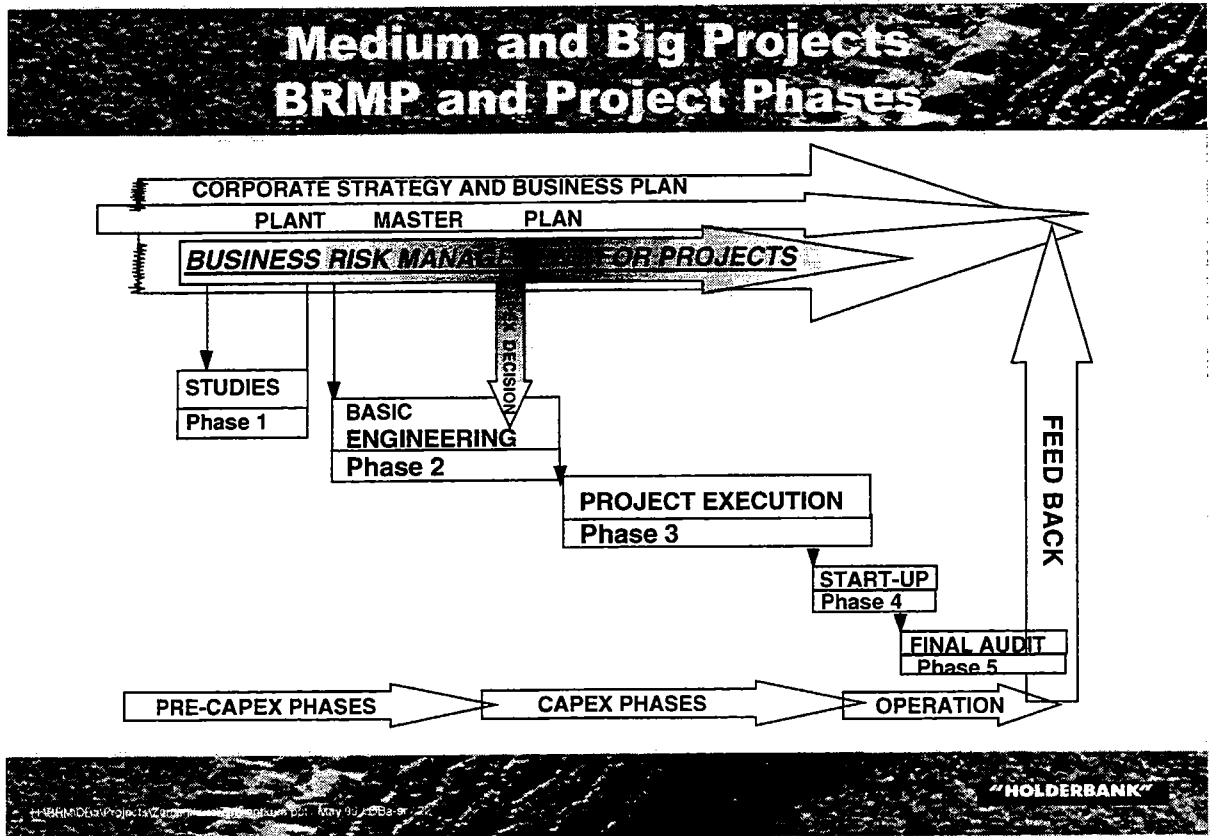 Medium and Big Projects
BRMP and Project Phases
CORPORATE STRATEGY AND BUSINESS PLAN
PLANT MASTER PLAN
BUSINESS RISK FOR PROJECTS
DECISION
STUDIES
Phase 1
BASIC
ENGINEERING
Phase 2
PROJECT EXECUTION
Phase 3
START-UP
Phase 4
FINAL AUDIT
Phase 5
FEED BACK
PRE-CAPEX PHASES
CAPEX PHASES
OPERATION
"HOLDERBANK"